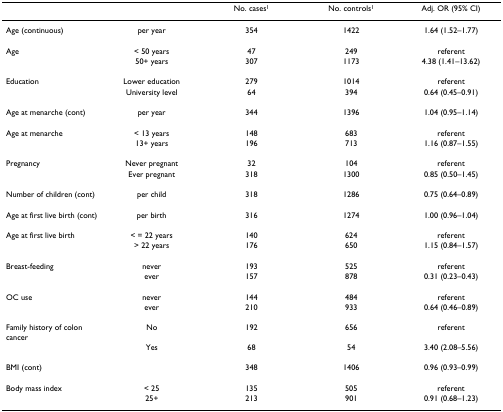 No. cases¹ No. controls¹ Adj. OR (95% CI)
Age (continuous) per year 354 1422 1.64 (1.52–1.77)
Age < 50 years 47 249 referent
50+ years 307 1173 4.38 (1.41–13.62)
Education Lower education 279 1014 referent
University level 64 394 0.64 (0.45–0.91)
Age at menarche (cont) per year 344 1396 1.04 (0.95–1.14)
Age at menarche < 13 years 148 683 referent
13+ years 196 713 1.16 (0.87–1.55)
Pregnancy Never pregnant 32 104 referent
Ever pregnant 318 1300 0.85 (0.50–1.45)
Number of children (cont) per child 318 1286 0.75 (0.64–0.89)
Age at first live birth (cont) per birth 316 1274 1.00 (0.96–1.04)
Age at first live birth < = 22 years 140 624 referent
> 22 years 176 650 1.15 (0.84–1.57)
Breast-feeding never 193 525 referent
ever 157 878 0.31 (0.23–0.43)
OC use never 144 484 referent
ever 210 933 0.64 (0.46–0.89)
Family history of colon No 192 656 referent
cancer
Yes 68 54 3.40 (2.08–5.56)
BMI (cont) 348 1406 0.96 (0.93–0.99)
Body mass index < 25 135 505 referent
25+ 213 901 0.91 (0.68–1.23)